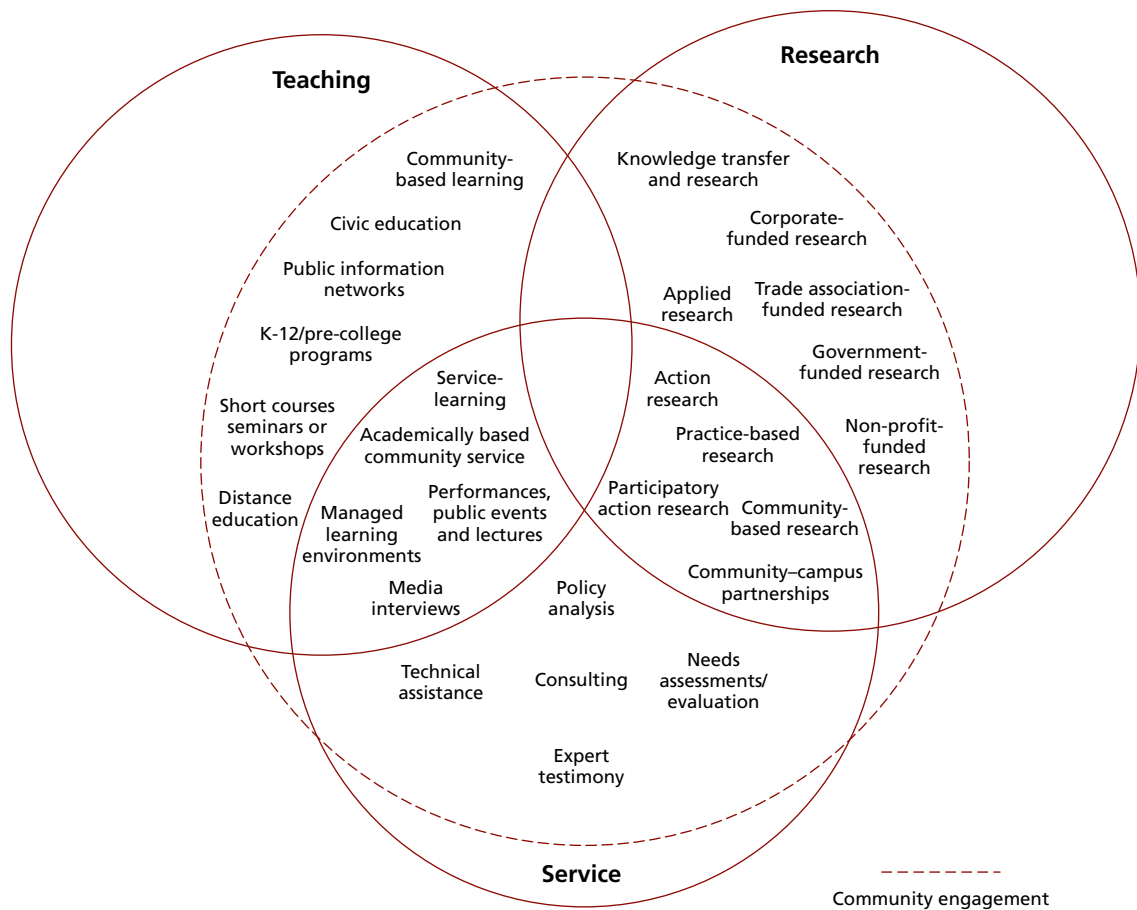 Teaching
Research
Community-
based learning
Civic education
Public information
networks
K-12/pre-college
programs
Short courses
seminars or
workshops
Distance
education
Knowledge transfer
and research
Corporate-
funded research
Applied
research
Trade association-
funded research
Government-
funded research
Non-profit-
funded
research
Service-
learning
Academically based
community service
Managed
learning
environments
Performances,
public events
and lectures
Media
interviews
Action
research
Practice-based
research
Participatory
action research
Community-
based research
Community–campus
partnerships
Policy
analysis
Technical
assistance
Consulting
Needs
assessments/
evaluation
Expert
testimony
Service
Community engagement